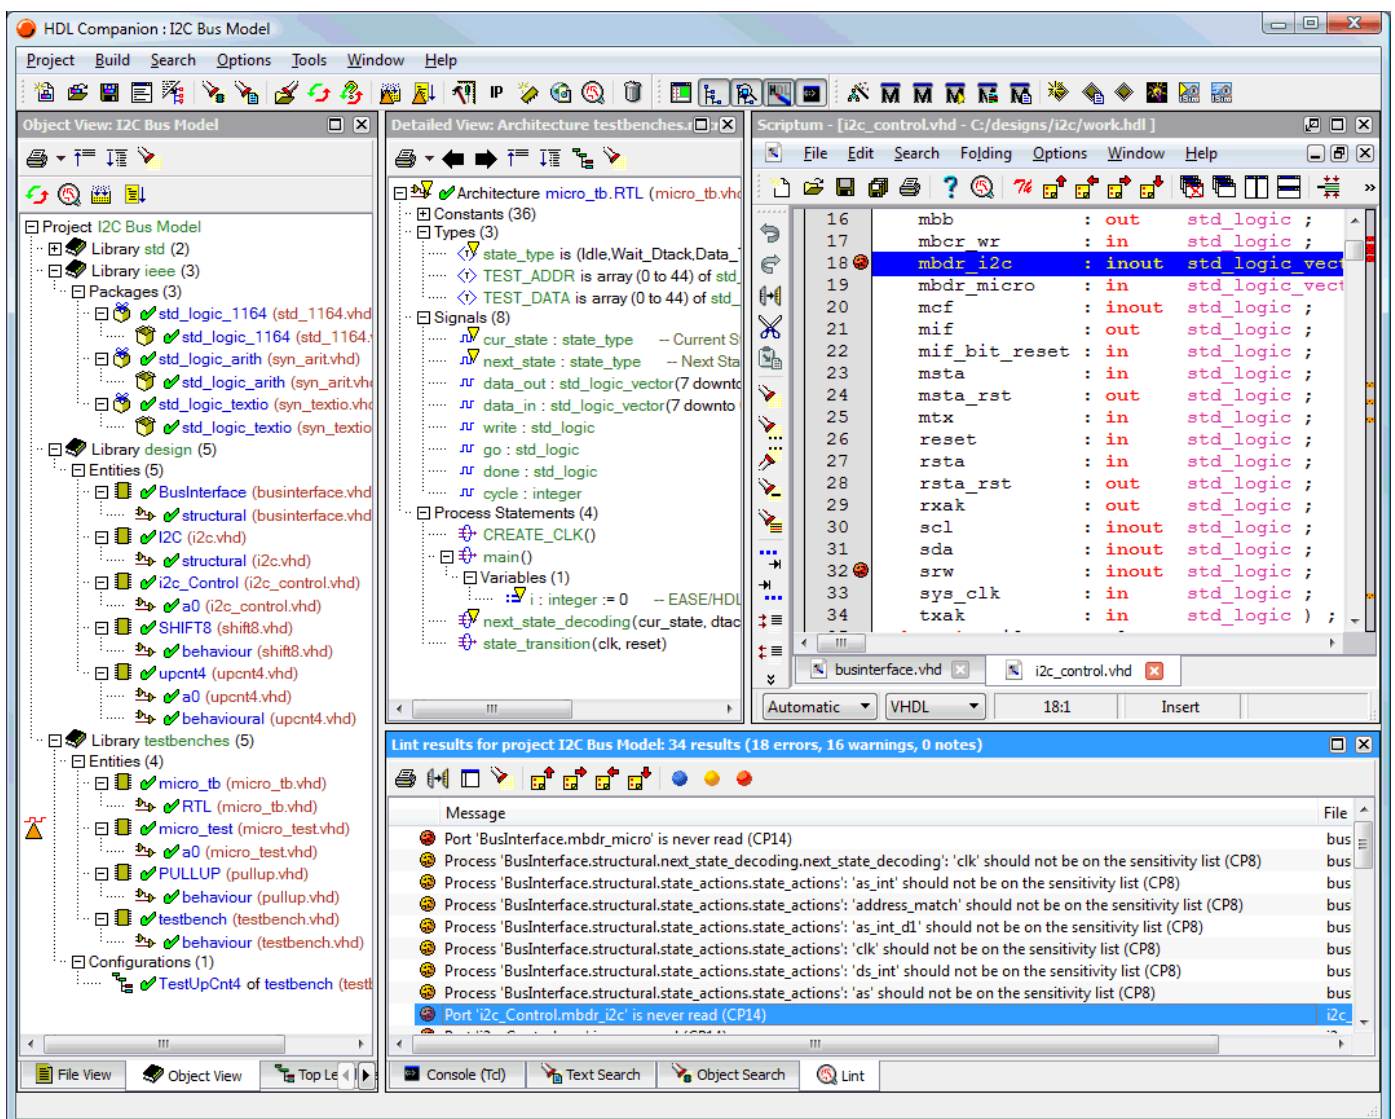 HDL Companion : I2C Bus Model
Project Build Search Options Tools Window Help
IP
Object View: I2C Bus Model
Project I2C Bus Model
Library std (2)
Library ieee (3)
Packages (3)
std_logic_1164 (std_1164.vhd
std_logic_1164 (std_1164.
std_logic_arith (syn_arit.vhd)
std_logic_arith (syn_arit.vh
std_logic_textio (syn_textio.vh
std_logic_textio (syn_textio
Library design (5)
Entities (5)
BusInterface (businterface.vhd
structural (businterface.vhd
I2C (i2c.vhd)
structural (i2c.vhd)
i2c_Control (i2c_control.vhd)
a0 (i2c_control.vhd)
SHIFT8 (shift8.vhd)
behaviour (shift8.vhd)
upcnt4 (upcnt4.vhd)
a0 (upcnt4.vhd)
behavioural (upcnt4.vhd)
Library testbenches (5)
Entities (4)
micro_tb (micro_tb.vhd)
RTL (micro_tb.vhd)
micro_test (micro_test.vhd)
a0 (micro_test.vhd)
PULLUP (pullup.vhd)
behaviour (pullup.vhd)
testbench (testbench.vhd)
behaviour (testbench.vhd)
Configurations (1)
TestUpCnt4 of testbench (test
File View Object View Top Le
Detailed View: Architecture testbenches.
Architecture micro_tb.RTL (micro_tb.vh
Constants (36)
Types (3)
state_type is (Idle,Wait_Dtack,Data_
TEST_ADDR is array (0 to 44) of std_
TEST_DATA is array (0 to 44) of std_
Signals (8)
cur_state : state_type -- Current S
next_state : state_type -- Next Sta
data_out : std_logic_vector(7 downto
data_in : std_logic_vector(7 downto
write : std_logic
go : std_logic
done : std_logic
cycle : integer
Process Statements (4)
CREATE_CLK()
main()
Variables (1)
i : integer := 0 -- EASE/HDL
next_state_decoding(cur_state, dtac
state_transition(clk, reset)
Scriptum - [i2c_control.vhd - C:/designs/i2c/work.hdl ]
File Edit Search Folding Options Window Help
16 mbb : out std_logic ;
17 mbcr_wr : in std_logic ;
18 mbdr_i2c : inout std_logic_vect
19 mbdr_micro : in std_logic_vect
20 mcf : inout std_logic ;
21 mif : out std_logic ;
22 mif_bit_reset : in std_logic ;
23 msta : in std_logic ;
24 msta_rst : out std_logic ;
25 mtx : in std_logic ;
26 reset : in std_logic ;
27 rsta : in std_logic ;
28 rsta_rst : out std_logic ;
29 rxak : out std_logic ;
30 scl : inout std_logic ;
31 sda : inout std_logic ;
32 srw : inout std_logic ;
33 sys_clk : in std_logic ;
34 txak : in std_logic ) ;
businterface.vhd i2c_control.vhd
Automatic VHDL 18:1 Insert
Lint results for project I2C Bus Model: 34 results (18 errors, 16 warnings, 0 notes)
Message File
Port 'BusInterface.mbdr_micro' is never read (CP14) bus
Process 'BusInterface.structural.next_state_decoding.next_state_decoding': 'clk' should not be on the sensitivity list (CP8) bus
Process 'BusInterface.structural.state_actions.state_actions': 'as_int' should not be on the sensitivity list (CP8) bus
Process 'BusInterface.structural.state_actions.state_actions': 'address_match' should not be on the sensitivity list (CP8) bus
Process 'BusInterface.structural.state_actions.state_actions': 'as_int_d1' should not be on the sensitivity list (CP8) bus
Process 'BusInterface.structural.state_actions.state_actions': 'clk' should not be on the sensitivity list (CP8) bus
Process 'BusInterface.structural.state_actions.state_actions': 'ds_int' should not be on the sensitivity list (CP8) bus
Process 'BusInterface.structural.state_actions.state_actions': 'as' should not be on the sensitivity list (CP8) bus
Port 'i2c_Control.mbdr_i2c' is never read (CP14) i2c_
Console (Tcl) Text Search Object Search Lint